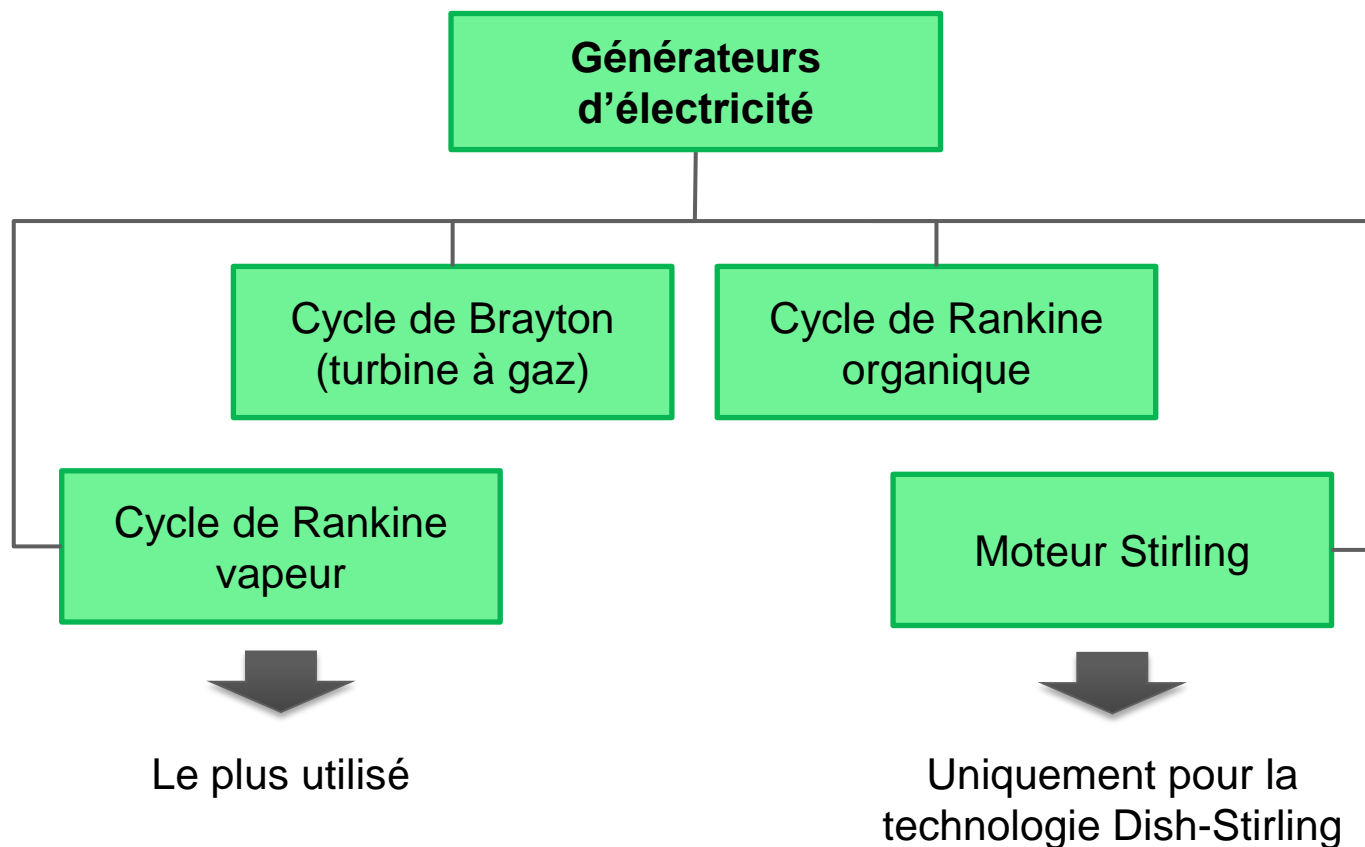 Générateurs
d’électricité
Cycle de Brayton
(turbine à gaz)
Cycle de Rankine
organique
Cycle de Rankine
vapeur
Moteur Stirling
Le plus utilisé
Uniquement pour la
technologie Dish-Stirling